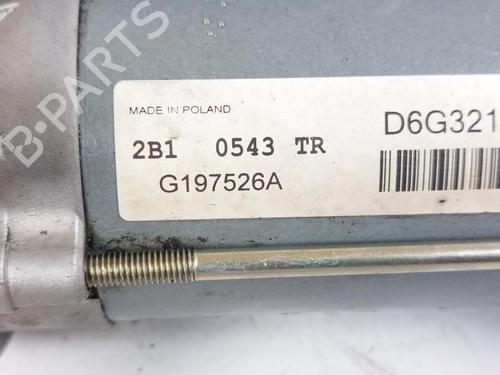 B-PARTS
MADE IN POLAND
2B1 0543 TR
G197526A
D6G321